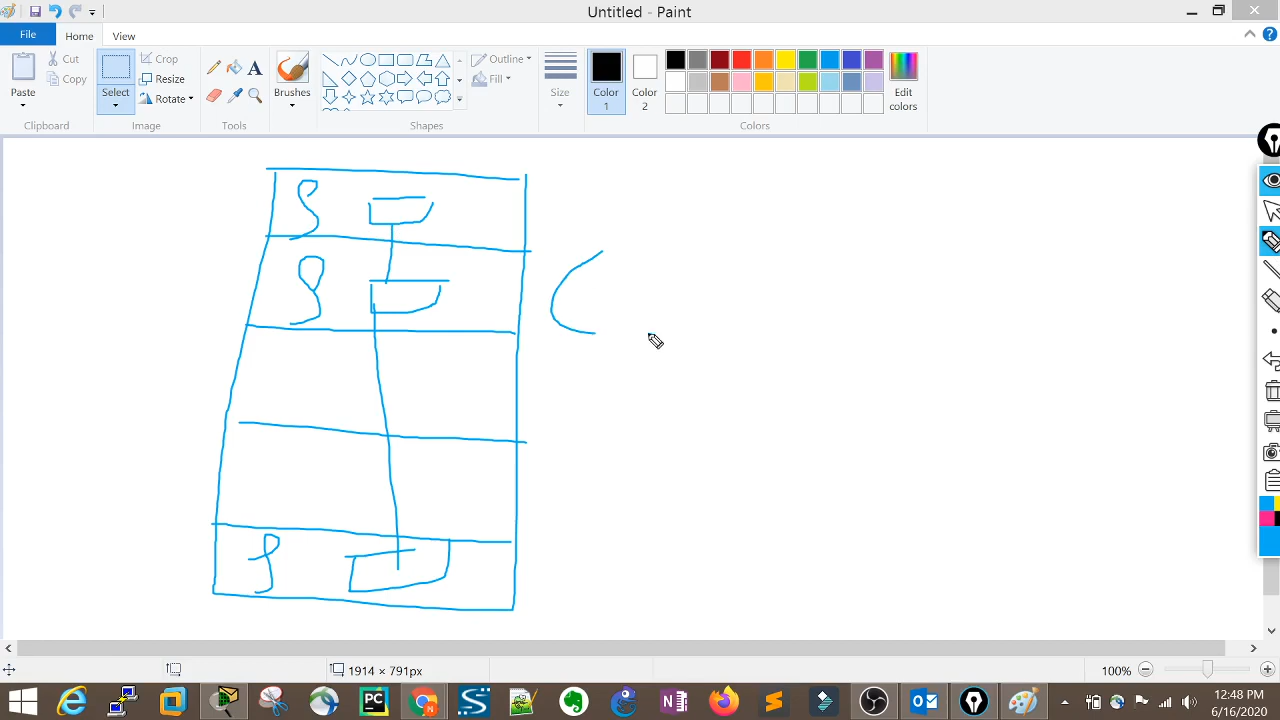 Untitled - Paint
File
Home
View
Paste
Cut
Copy
Clipboard
Select
Crop
Resize
Rotate
Image
Tools
Brushes
Shapes
Outline
Fill
Size
Color 1
Color 2
Edit colors
Colors
1914 × 791px
100%
PC
N
12:48 PM
6/16/2020